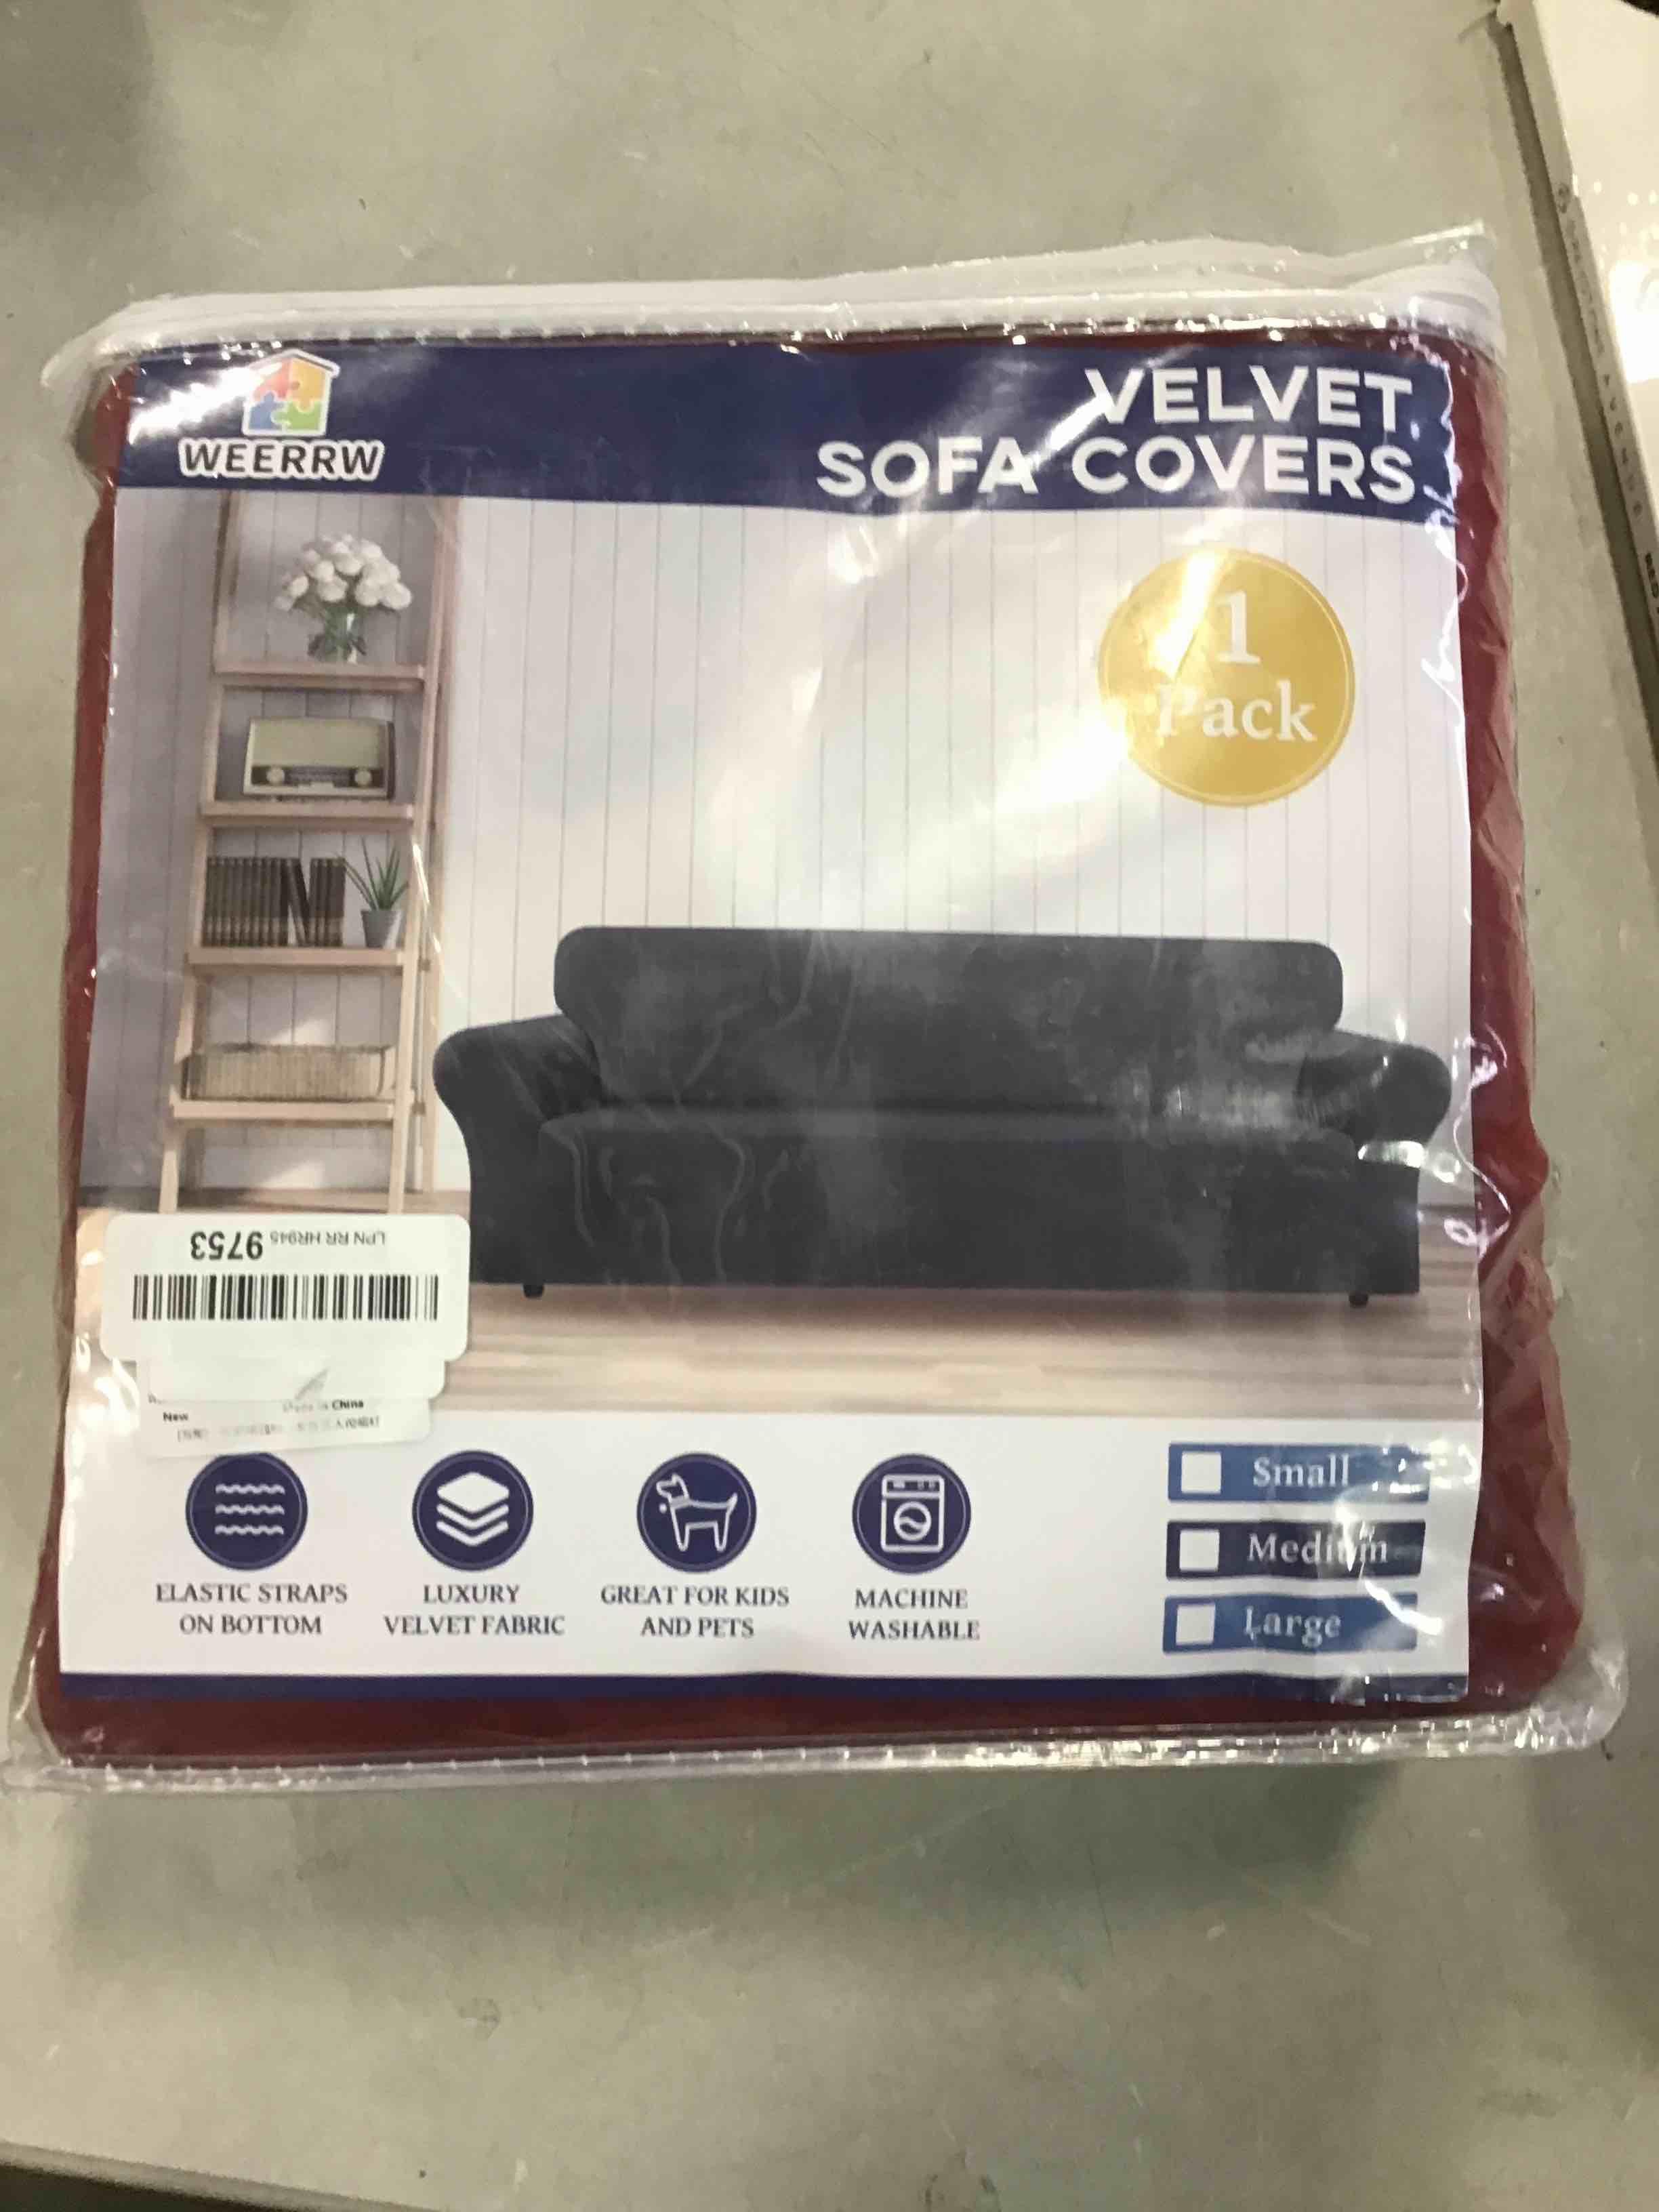 WEERRW
VELVET
SOFA COVERS
1
Pack
N
LPN RR HR945 9753
Made in China
New
ELASTIC STRAPS
ON BOTTOM
LUXURY
VELVET FABRIC
GREAT FOR KIDS
AND PETS
MACHINE
WASHABLE
Small
Medium
Large